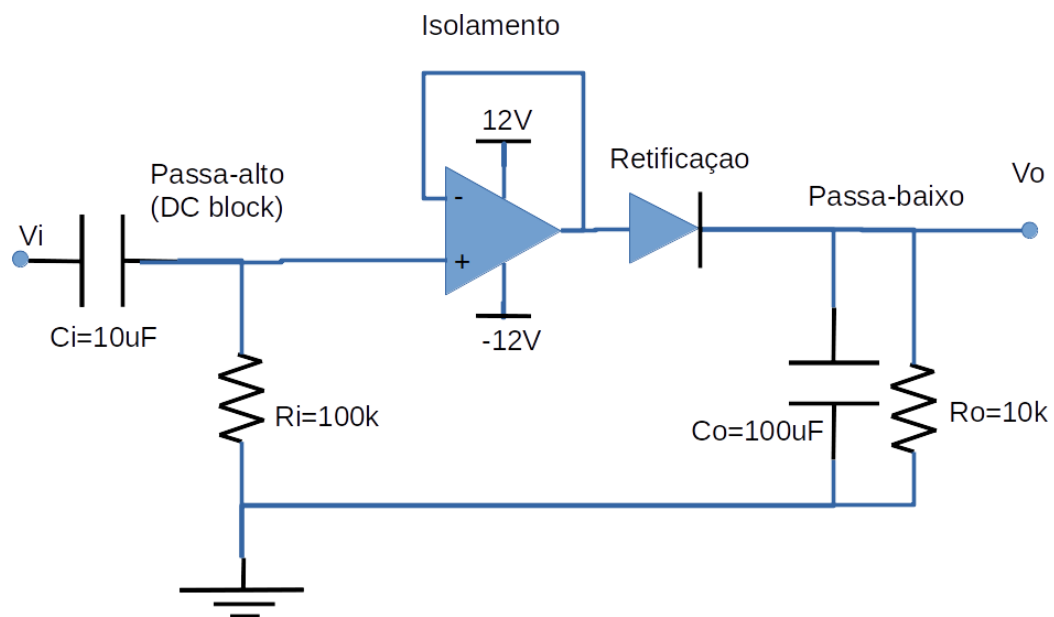 Isolamento
12V
Retificaçao
Passa-alto
(DC block)
Passa-baixo
Vo
Vi
-
+
Ci=10uF
-12V
Ri=100k
Co=100uF
Ro=10k